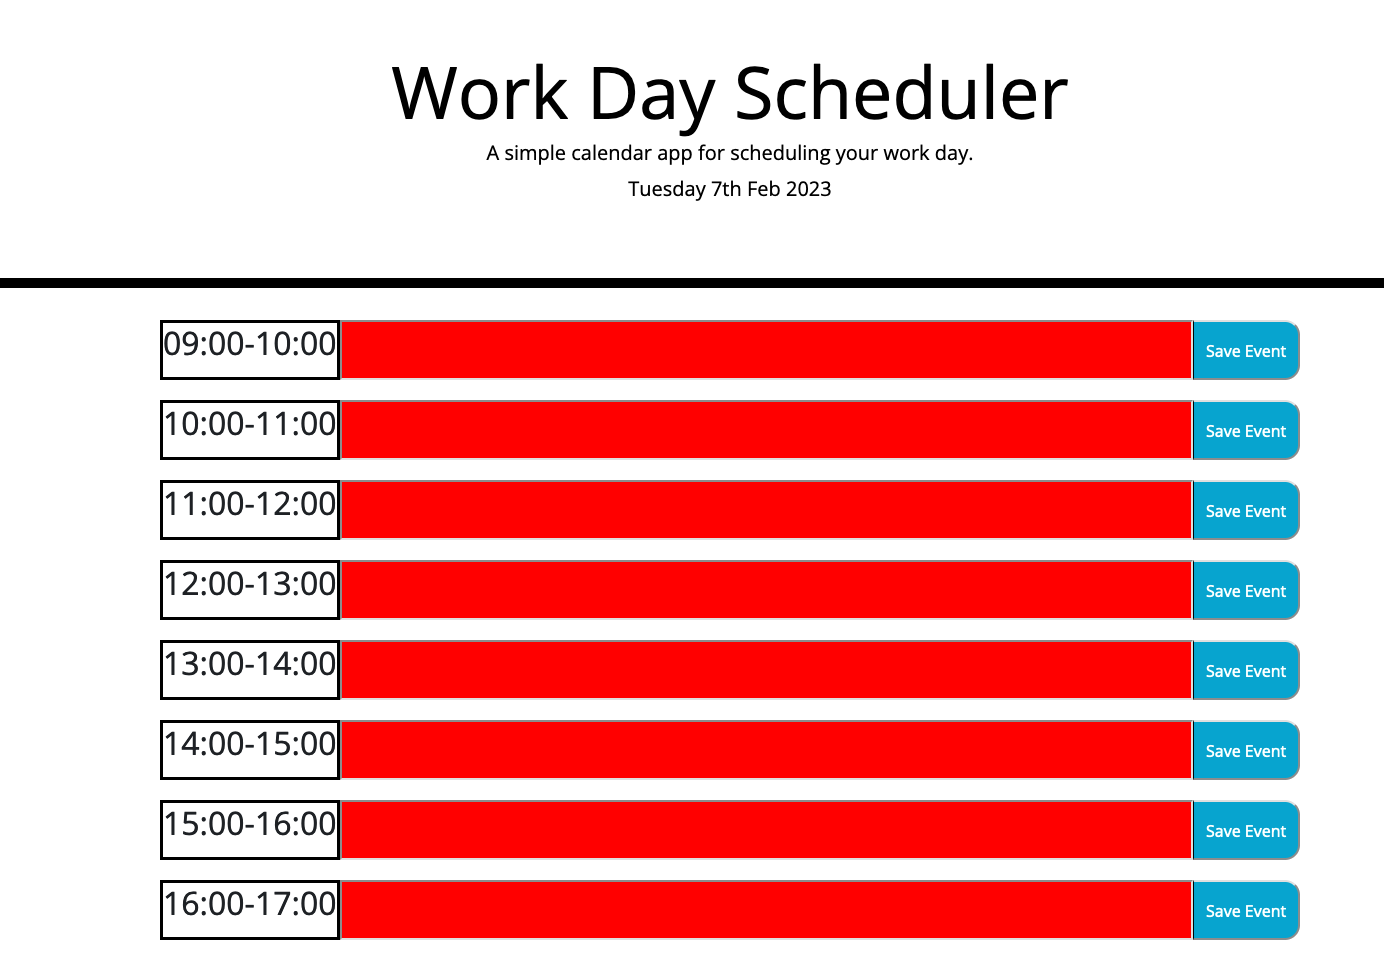 Work Day Scheduler
A simple calendar app for scheduling your work day.
Tuesday 7th Feb 2023
09:00-10:00 Save Event
10:00-11:00 Save Event
11:00-12:00 Save Event
12:00-13:00 Save Event
13:00-14:00 Save Event
14:00-15:00 Save Event
15:00-16:00 Save Event
16:00-17:00 Save Event